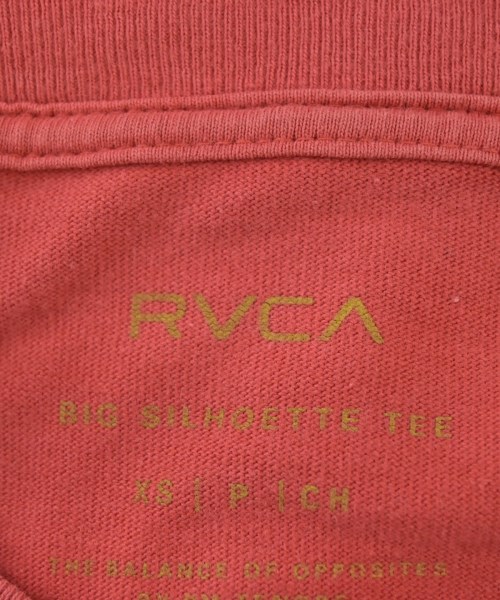 RVCA
BIG SILHOETTE TEE
XS | P | CH
THE BALANCE OF OPPOSITES